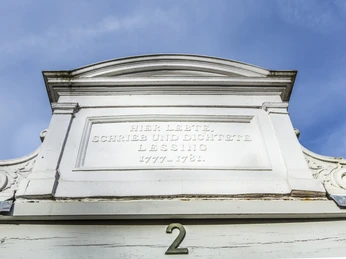 HIER LEBTE,
SCHRIEB UND DICHTETE
LESSING
1777–1781.
2